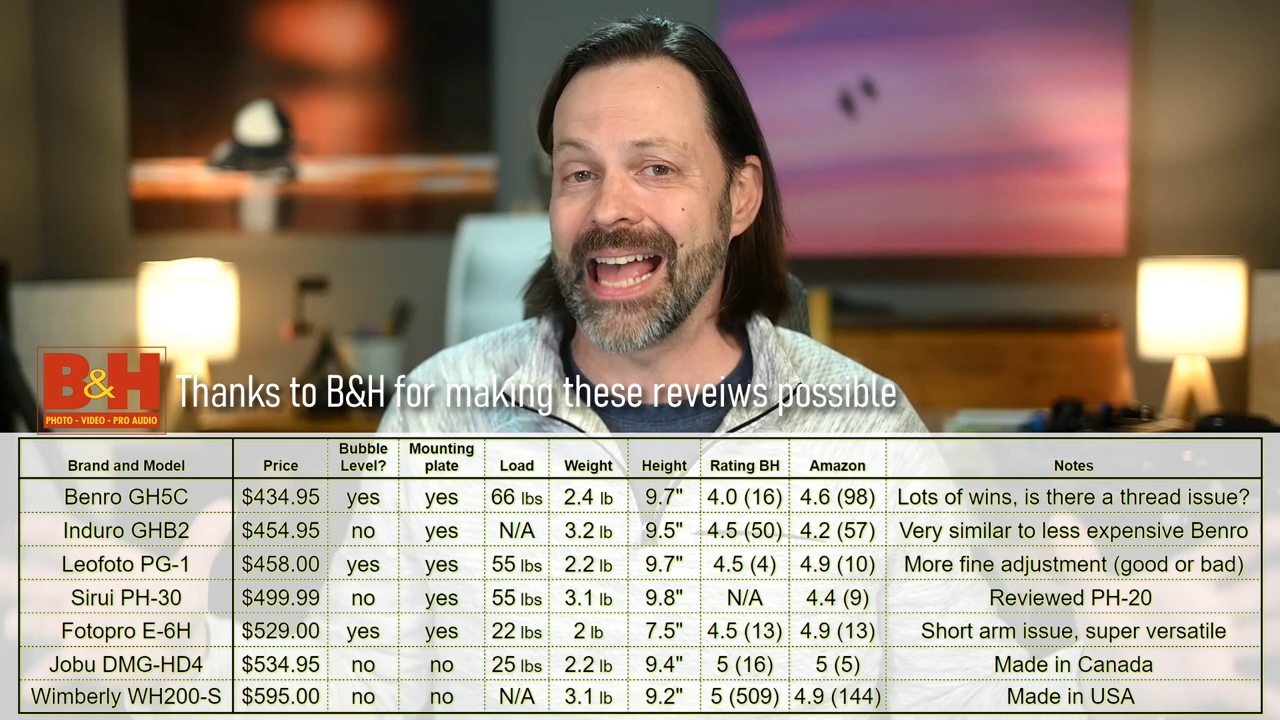 B&H
PHOTO - VIDEO - PRO AUDIO
Thanks to B&H for making these reveiws possible
Brand and Model Price Bubble Level? Mounting plate Load Weight Height Rating BH Amazon Notes
Benro GH5C $434.95 yes yes 66 lbs 2.4 lb 9.7" 4.0 (16) 4.6 (98) Lots of wins, is there a thread issue?
Induro GHB2 $454.95 no yes N/A 3.2 lb 9.5" 4.5 (50) 4.2 (57) Very similar to less expensive Benro
Leofoto PG-1 $458.00 yes yes 55 lbs 2.2 lb 9.7" 4.5 (4) 4.9 (10) More fine adjustment (good or bad)
Sirui PH-30 $499.99 no yes 55 lbs 3.1 lb 9.8" N/A 4.4 (9) Reviewed PH-20
Fotopro E-6H $529.00 yes yes 22 lbs 2 lb 7.5" 4.5 (13) 4.9 (13) Short arm issue, super versatile
Jobu DMG-HD4 $534.95 no no 25 lbs 2.2 lb 9.4" 5 (16) 5 (5) Made in Canada
Wimberly WH200-S $595.00 no no N/A 3.1 lb 9.2" 5 (509) 4.9 (144) Made in USA